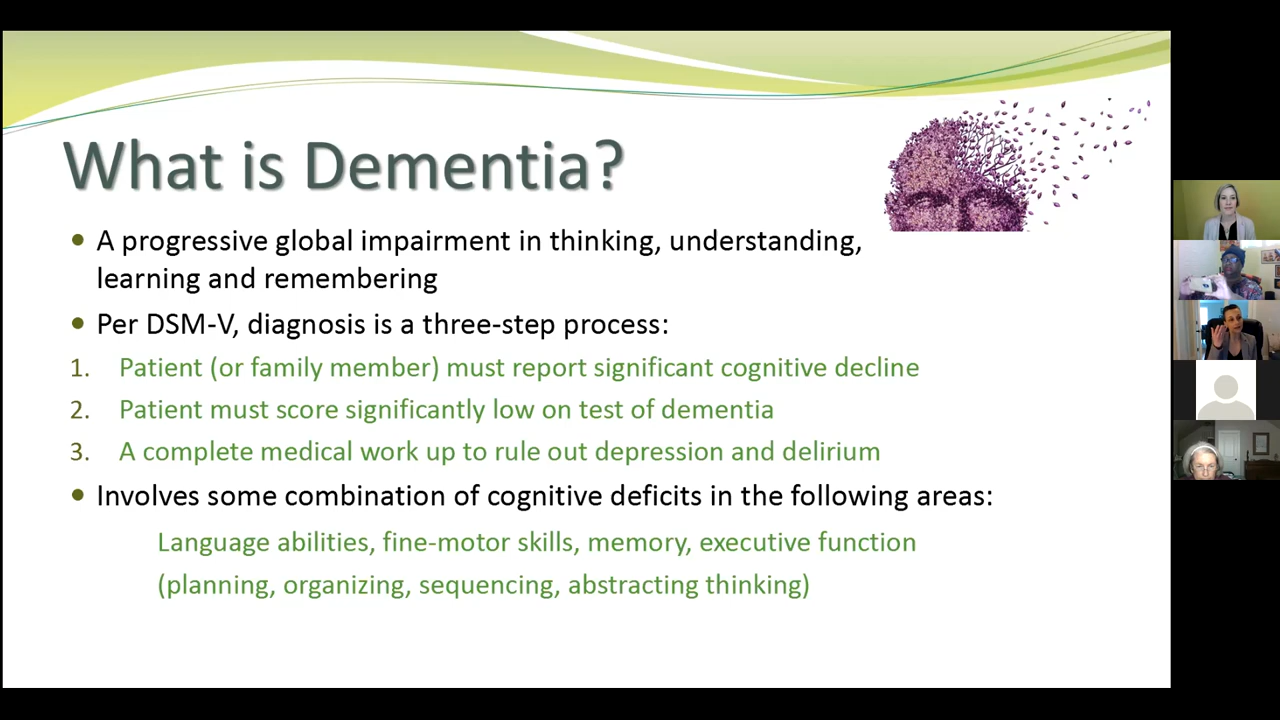 What is Dementia?
• A progressive global impairment in thinking, understanding,
learning and remembering
• Per DSM-V, diagnosis is a three-step process:
1. Patient (or family member) must report significant cognitive decline
2. Patient must score significantly low on test of dementia
3. A complete medical work up to rule out depression and delirium
• Involves some combination of cognitive deficits in the following areas:
Language abilities, fine-motor skills, memory, executive function
(planning, organizing, sequencing, abstracting thinking)